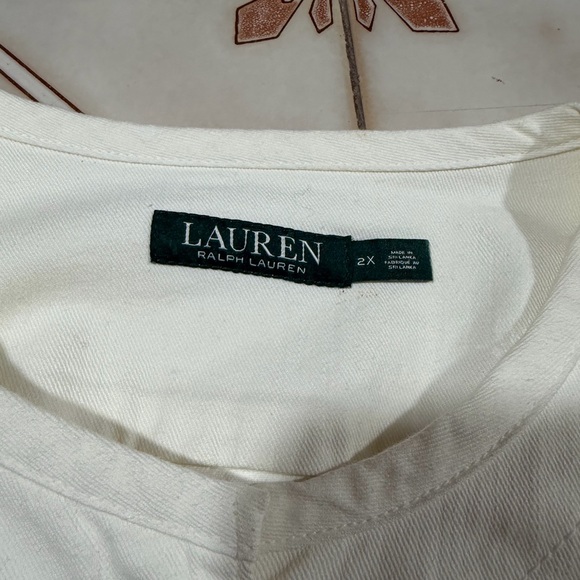 LAUREN
RALPH LAUREN
2X
MADE IN
SRI LANKA
FABRIQUÉ AU
SRI LANKA